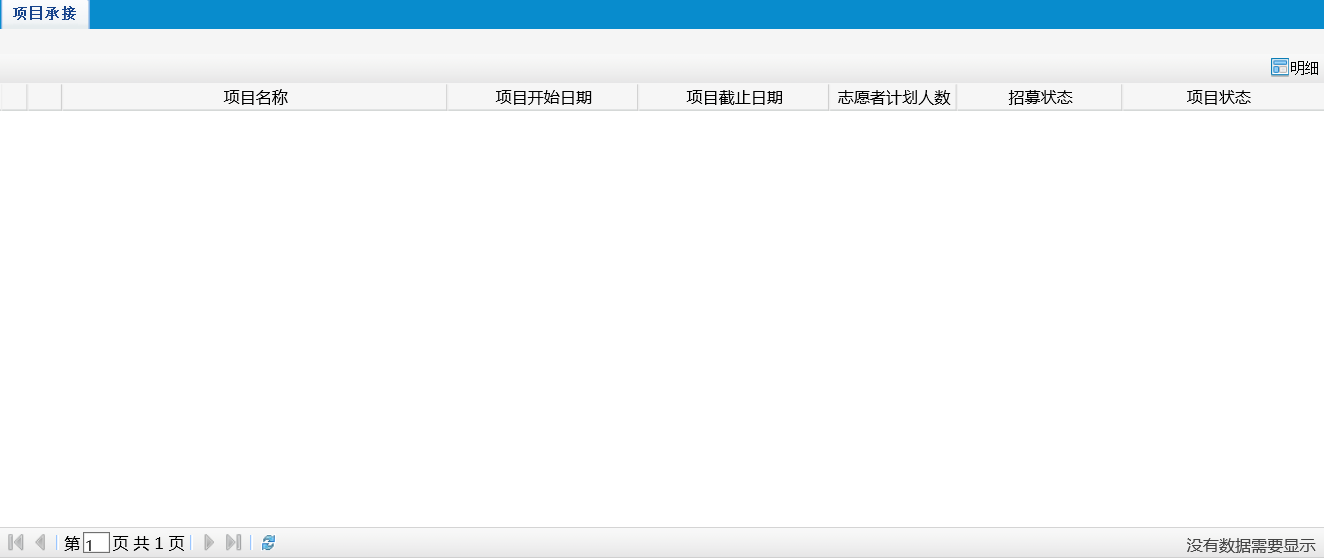 项目承接
明细
项目名称 项目开始日期 项目截止日期 志愿者计划人数 招募状态 项目状态
第 1 页 共 1 页 没有数据需要显示